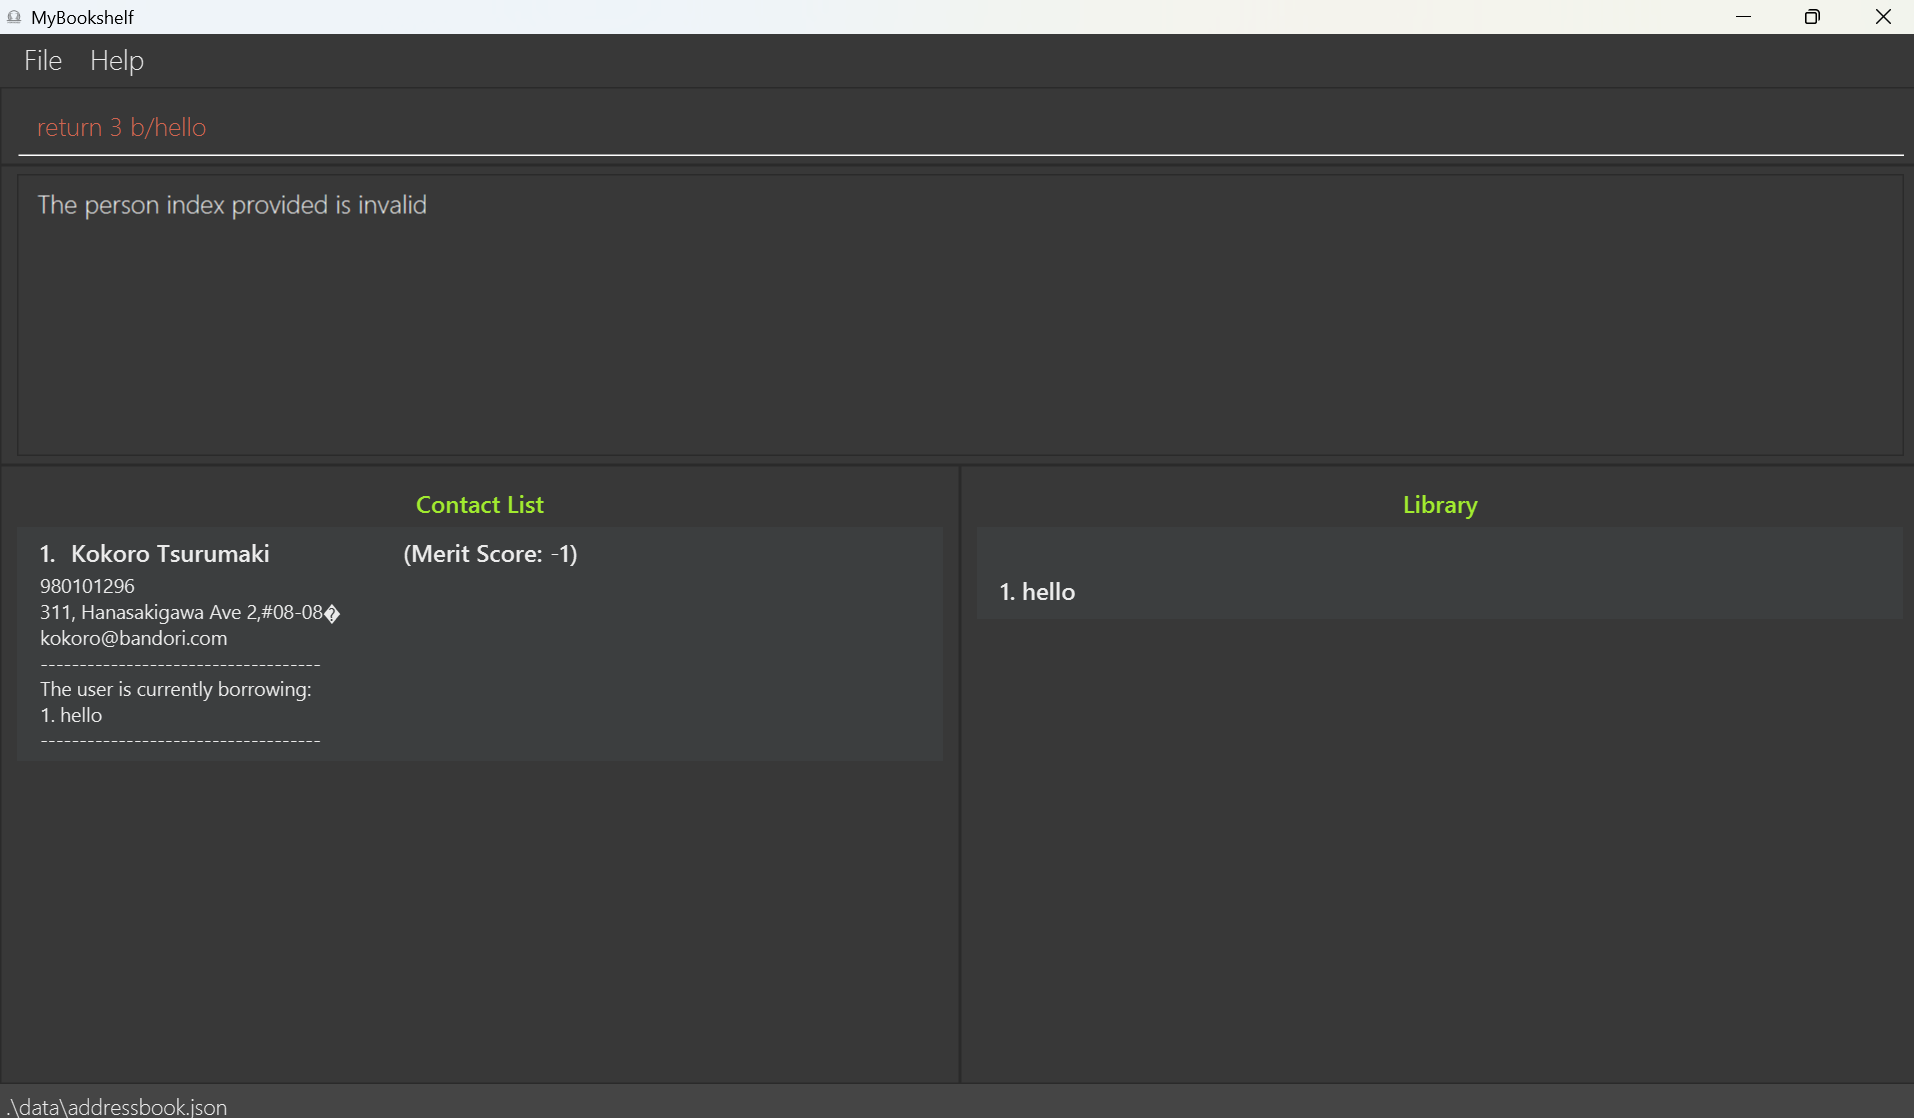 MyBookshelf
File Help
return 3 b/hello
The person index provided is invalid
Contact List
1. Kokoro Tsurumaki (Merit Score: -1)
980101296
311, Hanasakigawa Ave 2,#08-08�
kokoro@bandori.com
------------------------------------
The user is currently borrowing:
1. hello
------------------------------------
Library
1. hello
.\data\addressbook.json